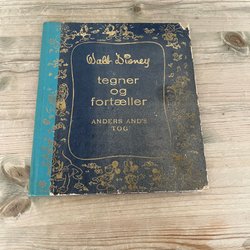 Walt Disney
tegner
og
fortæller
ANDERS AND'S
TOG